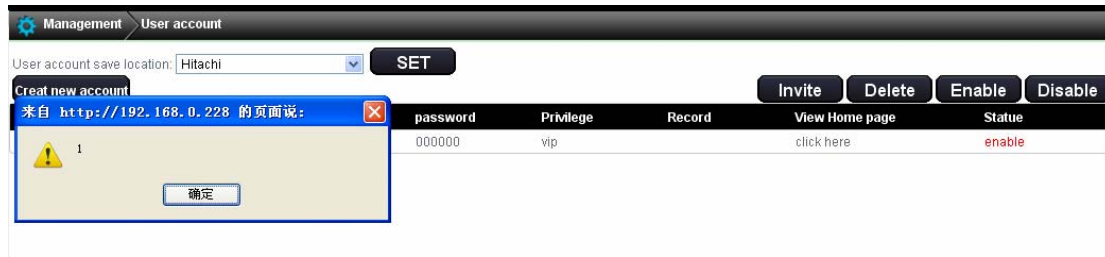 Management User account
User account save location: Hitachi SET
Creat new account Invite Delete Enable Disable
来自 http://192.168.0.228 的页面说:
password Privilege Record View Home page Statue
000000 vip click here enable
1
确定